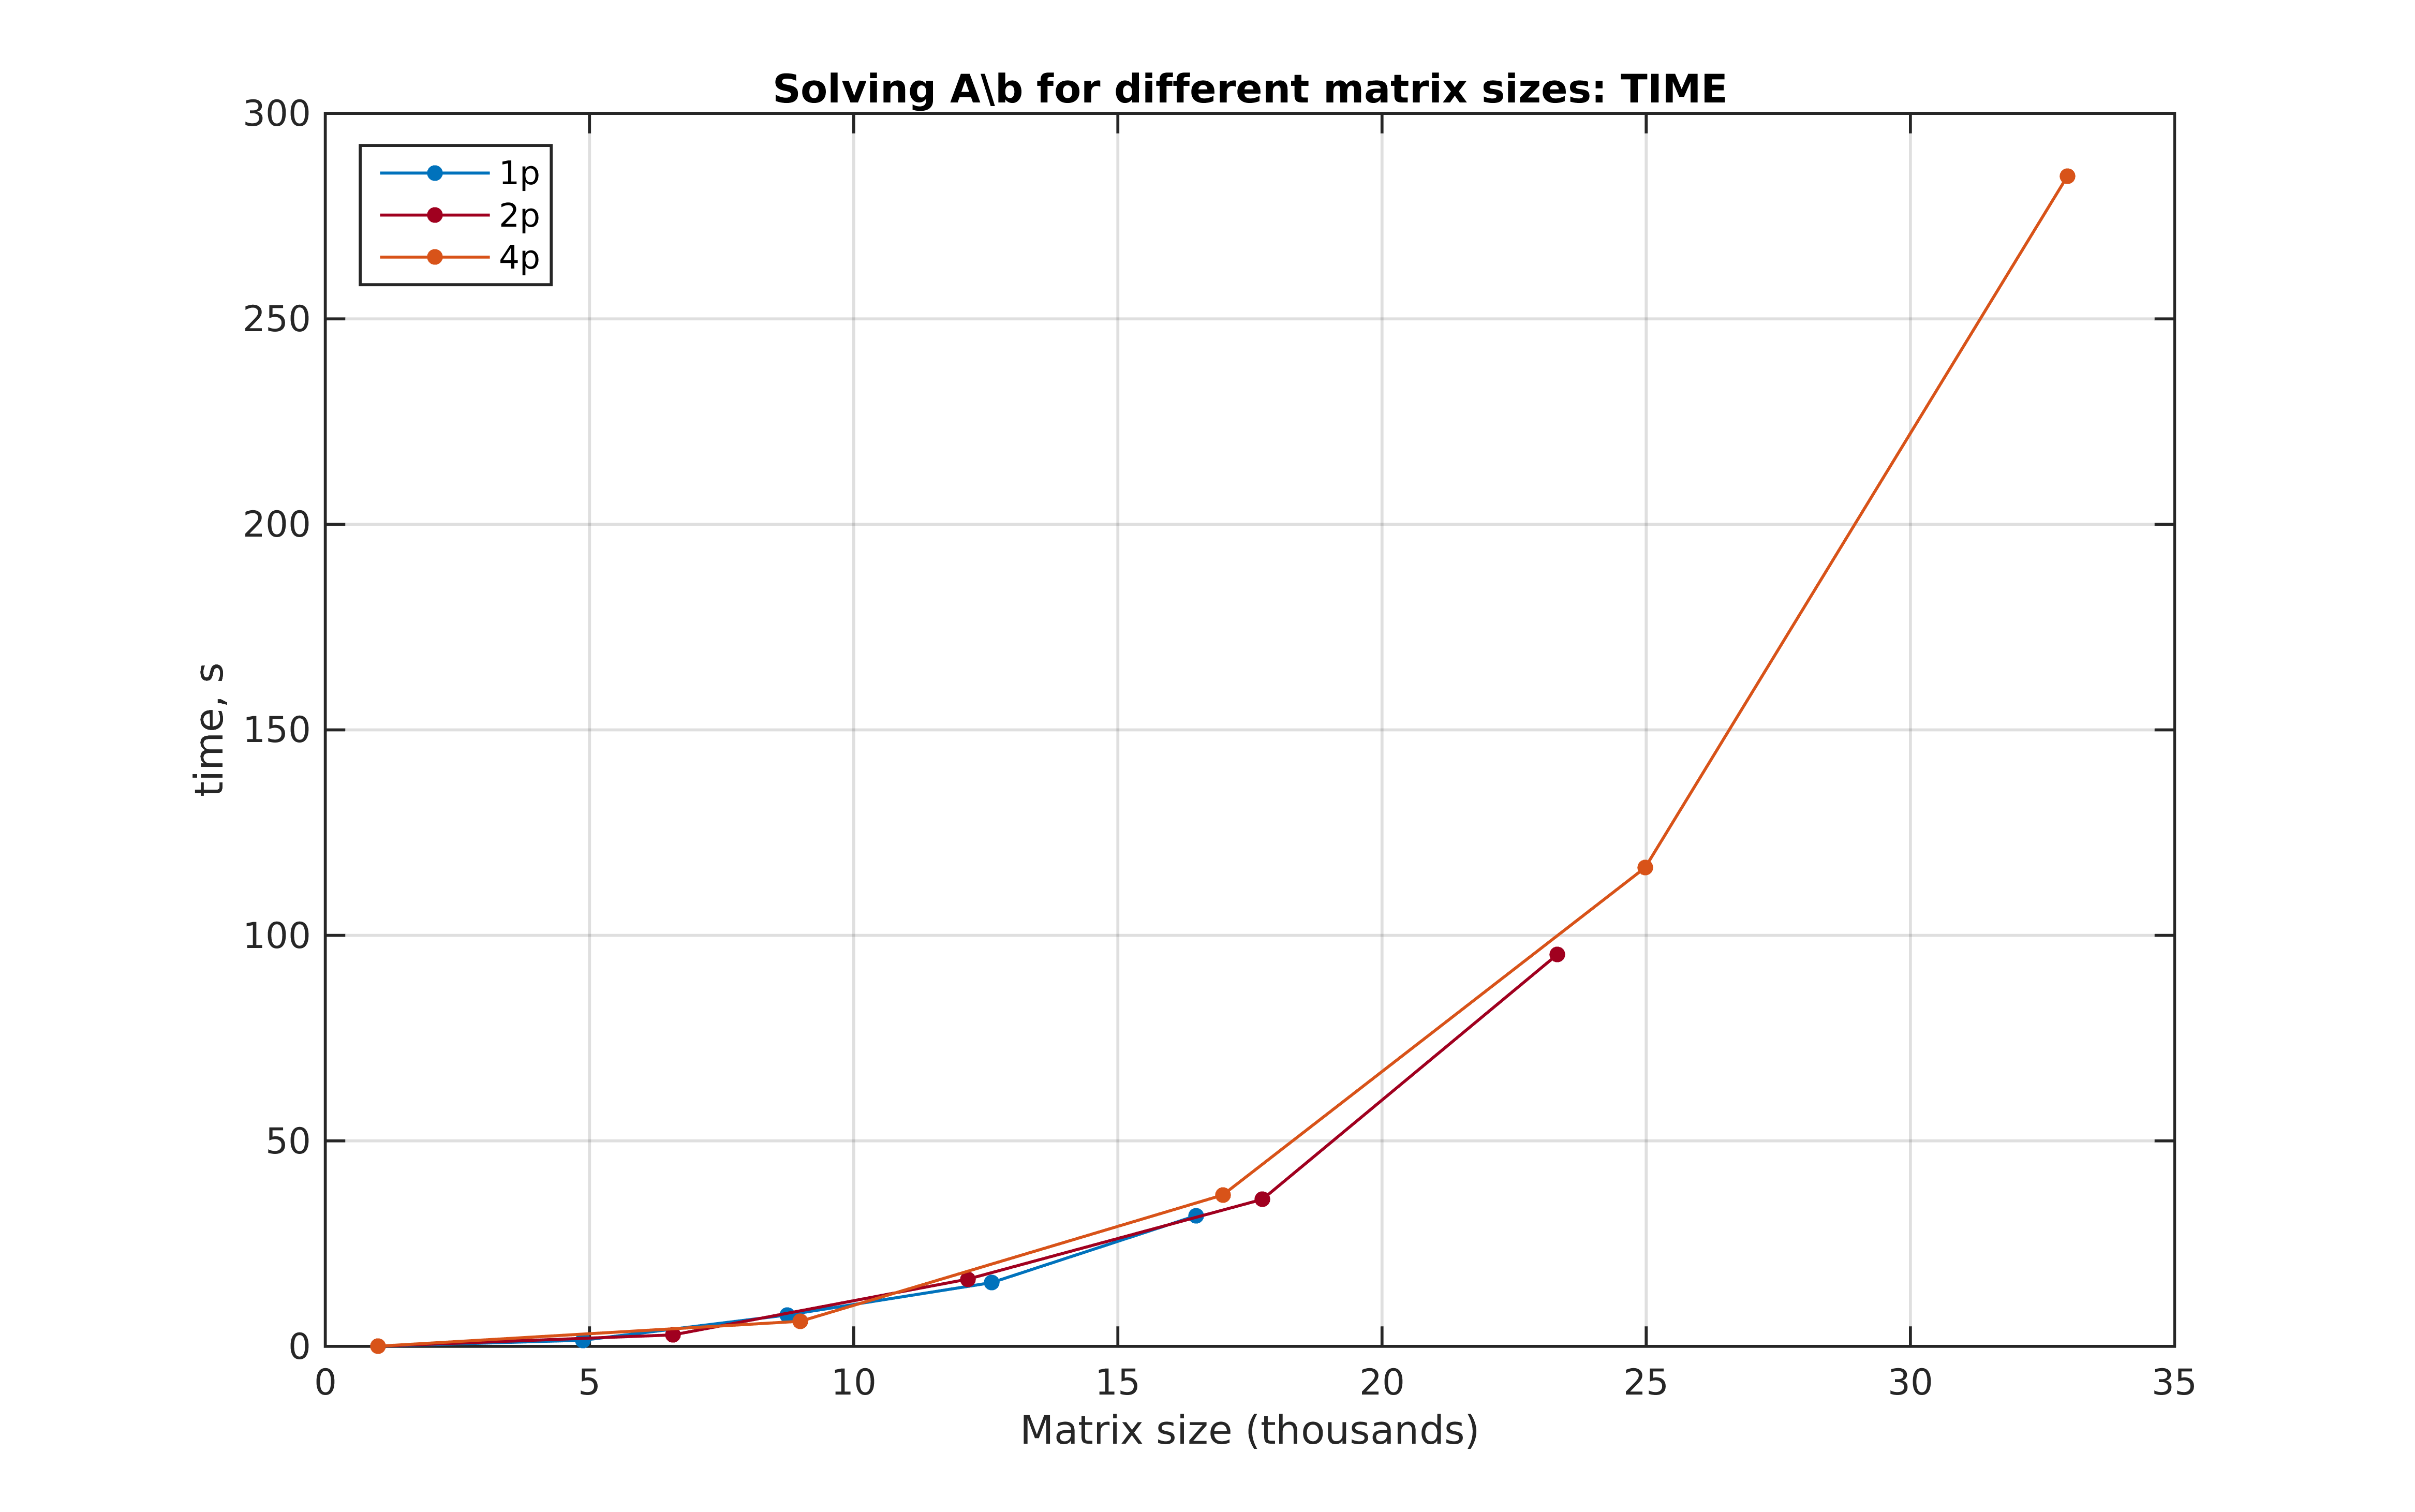 Solving A\b for different matrix sizes: TIME
300
250
200
150
100
50
0
time, s
1p
2p
4p
0 5 10 15 20 25 30 35
Matrix size (thousands)